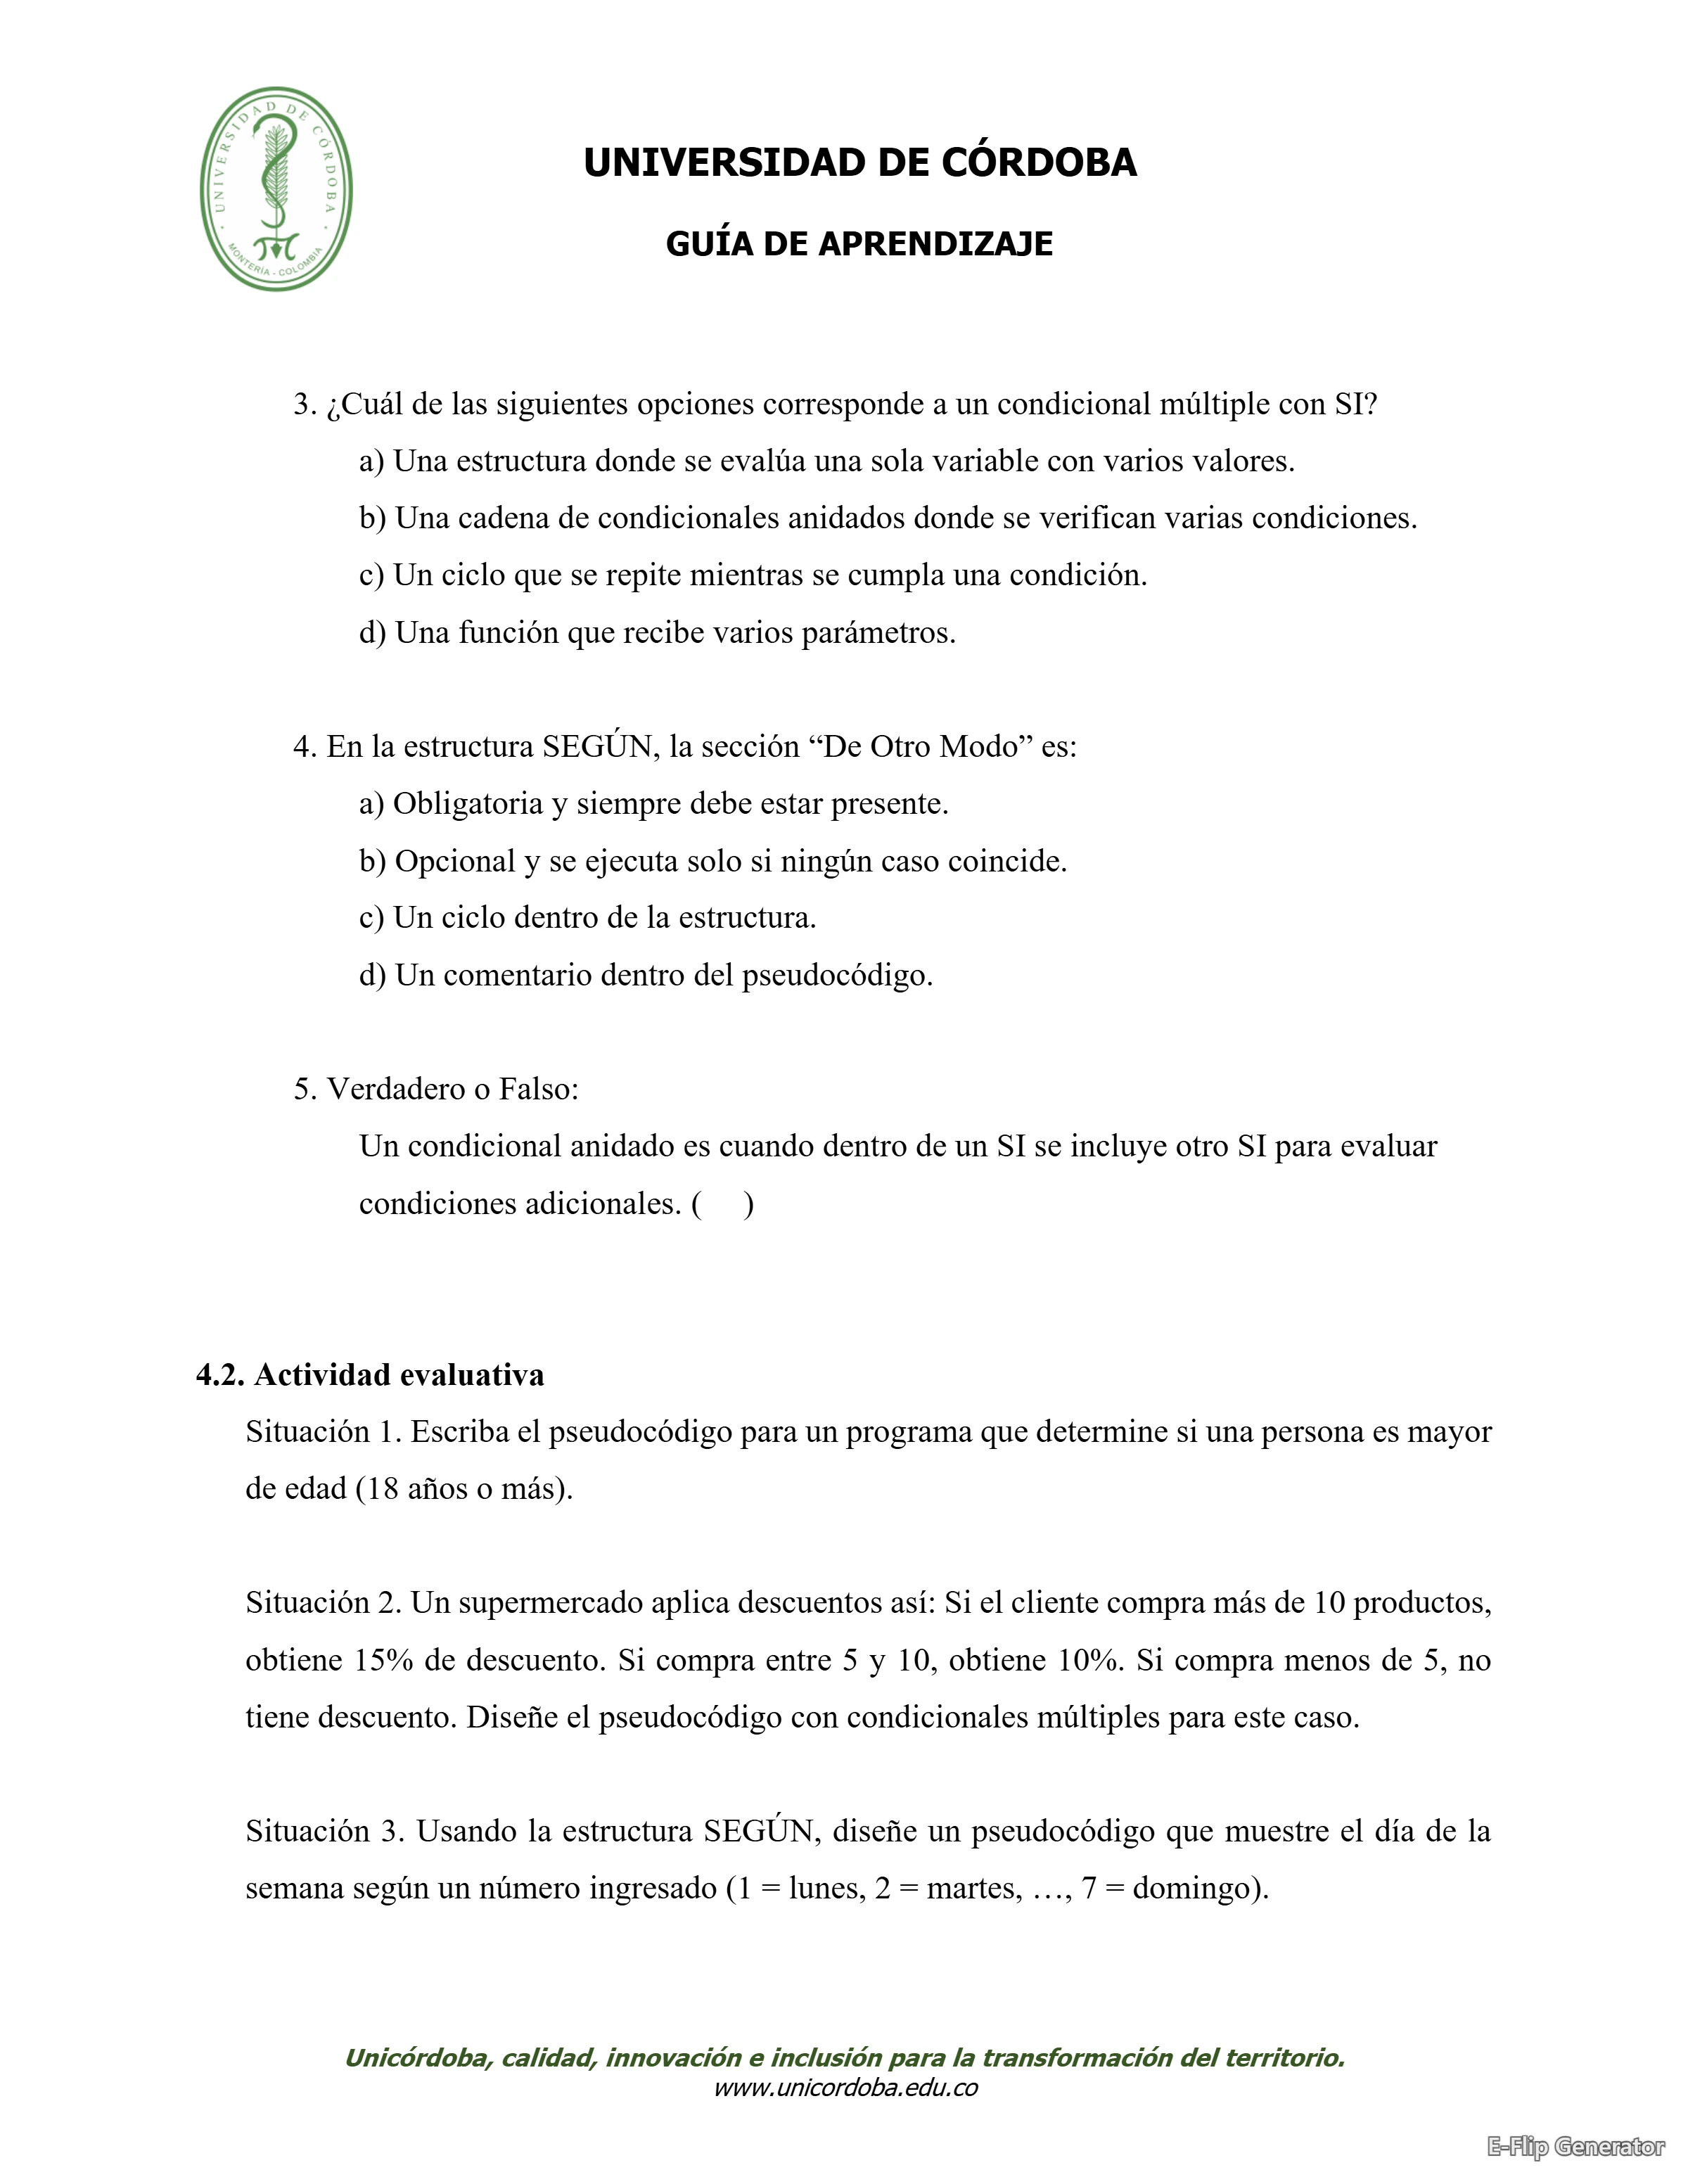 UNIVERSIDAD DE CÓRDOBA
MONTERÍA - COLOMBIA
UNIVERSIDAD DE CÓRDOBA
GUÍA DE APRENDIZAJE
3. ¿Cuál de las siguientes opciones corresponde a un condicional múltiple con SI?
a) Una estructura donde se evalúa una sola variable con varios valores.
b) Una cadena de condicionales anidados donde se verifican varias condiciones.
c) Un ciclo que se repite mientras se cumpla una condición.
d) Una función que recibe varios parámetros.
4. En la estructura SEGÚN, la sección “De Otro Modo” es:
a) Obligatoria y siempre debe estar presente.
b) Opcional y se ejecuta solo si ningún caso coincide.
c) Un ciclo dentro de la estructura.
d) Un comentario dentro del pseudocódigo.
5. Verdadero o Falso:
Un condicional anidado es cuando dentro de un SI se incluye otro SI para evaluar
condiciones adicionales. (    )
4.2. Actividad evaluativa
Situación 1. Escriba el pseudocódigo para un programa que determine si una persona es mayor
de edad (18 años o más).
Situación 2. Un supermercado aplica descuentos así: Si el cliente compra más de 10 productos,
obtiene 15% de descuento. Si compra entre 5 y 10, obtiene 10%. Si compra menos de 5, no
tiene descuento. Diseñe el pseudocódigo con condicionales múltiples para este caso.
Situación 3. Usando la estructura SEGÚN, diseñe un pseudocódigo que muestre el día de la
semana según un número ingresado (1 = lunes, 2 = martes, …, 7 = domingo).
Unicórdoba, calidad, innovación e inclusión para la transformación del territorio.
www.unicordoba.edu.co
E-Flip Generator